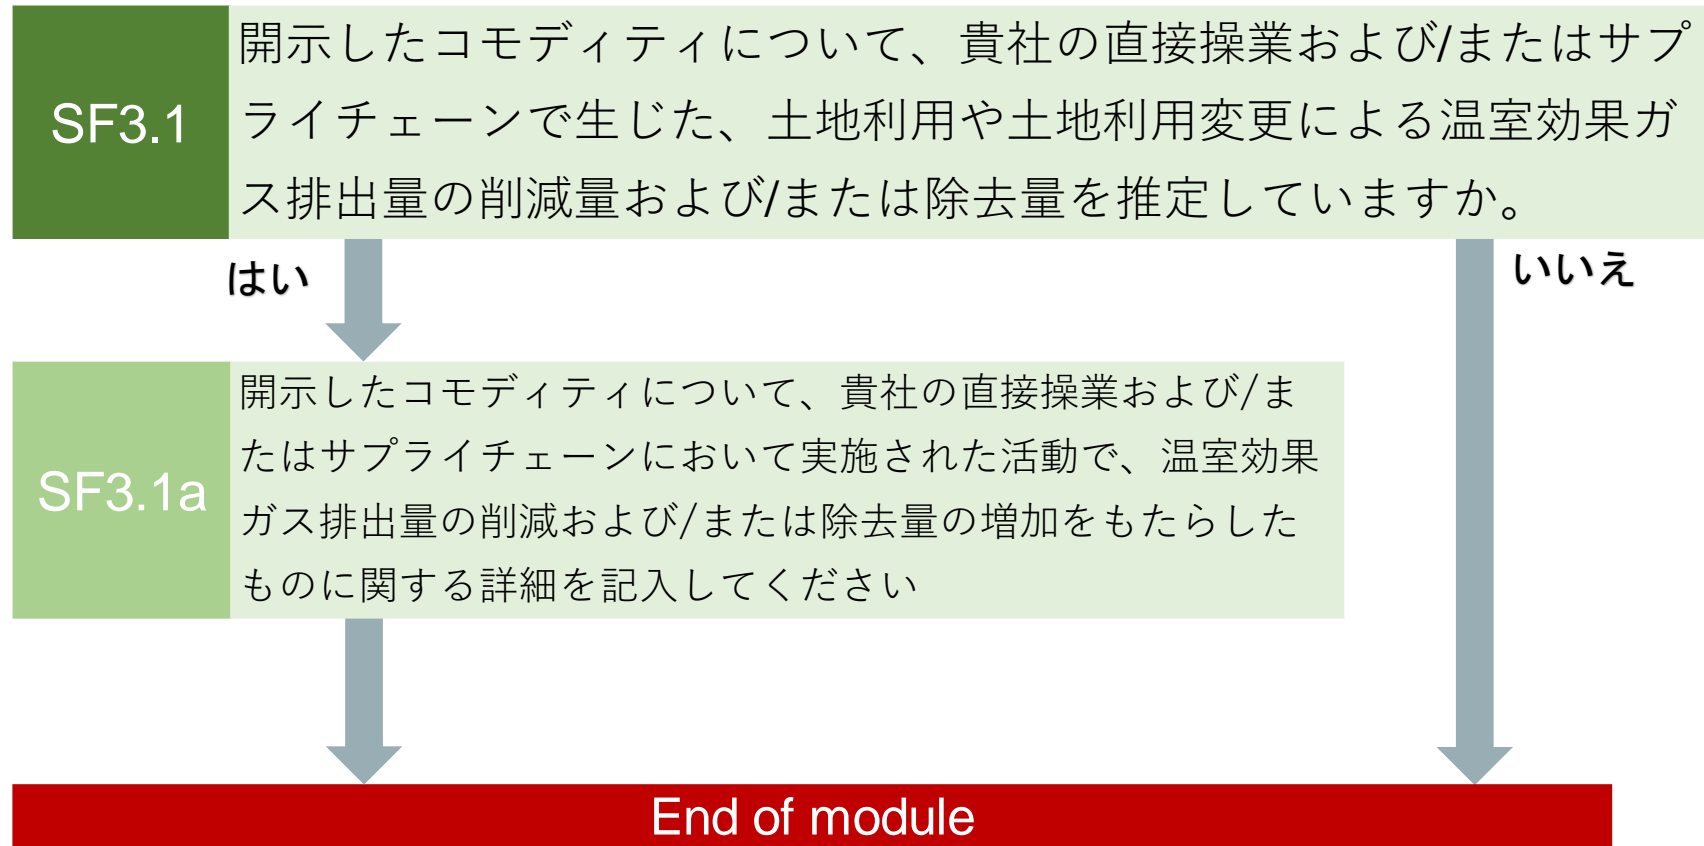 SF3.1
開示したコモディティについて、貴社の直接操業および/またはサプ
ライチェーンで生じた、土地利用や土地利用変更による温室効果ガ
ス排出量の削減量および/または除去量を推定していますか。
はい
いいえ
SF3.1a
開示したコモディティについて、貴社の直接操業および/ま
たはサプライチェーンにおいて実施された活動で、温室効果
ガス排出量の削減および/または除去量の増加をもたらした
ものに関する詳細を記入してください
End of module